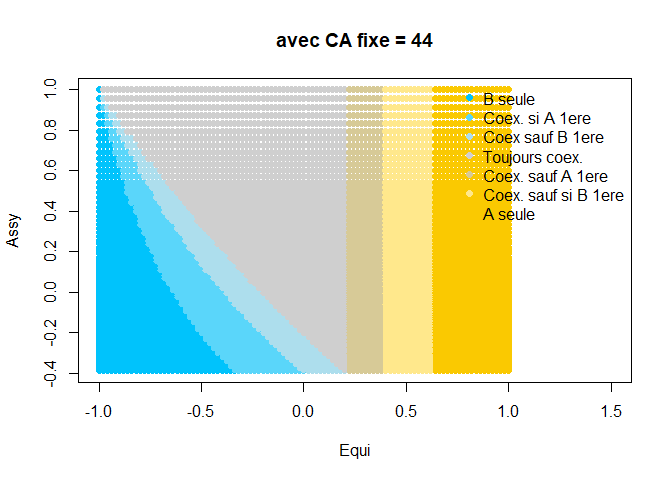 avec CA fixe = 44
B seule
Coex. si A 1ere
Coex sauf B 1ere
Toujours coex.
Coex. sauf A 1ere
Coex. sauf si B 1ere
A seule
Assy
1.0
0.8
0.6
0.4
0.2
0.0
-0.2
-0.4
-1.0 -0.5 0.0 0.5 1.0 1.5
Equi